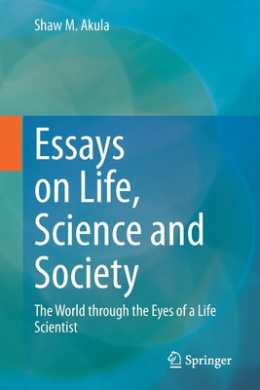 Shaw M. Akula
Essays
on Life,
Science and
Society
The World through the Eyes of a Life
Scientist
Springer